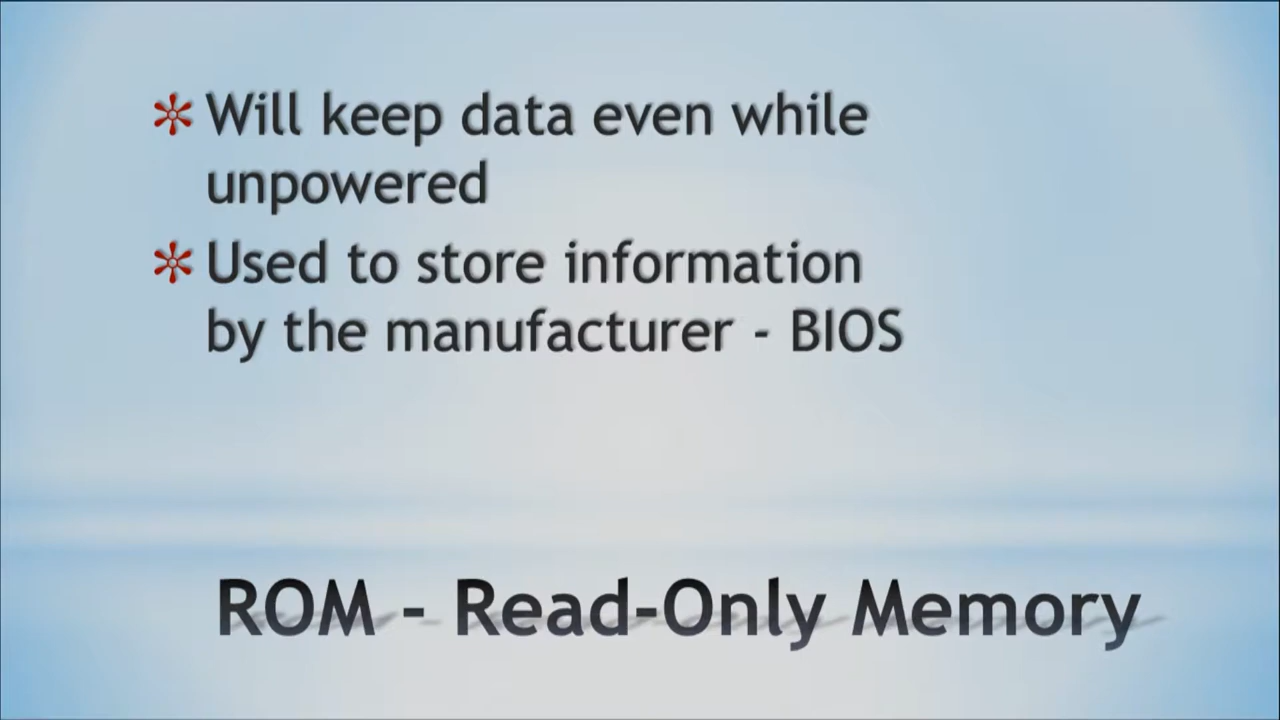 * Will keep data even while
unpowered
* Used to store information
by the manufacturer - BIOS
ROM - Read-Only Memory